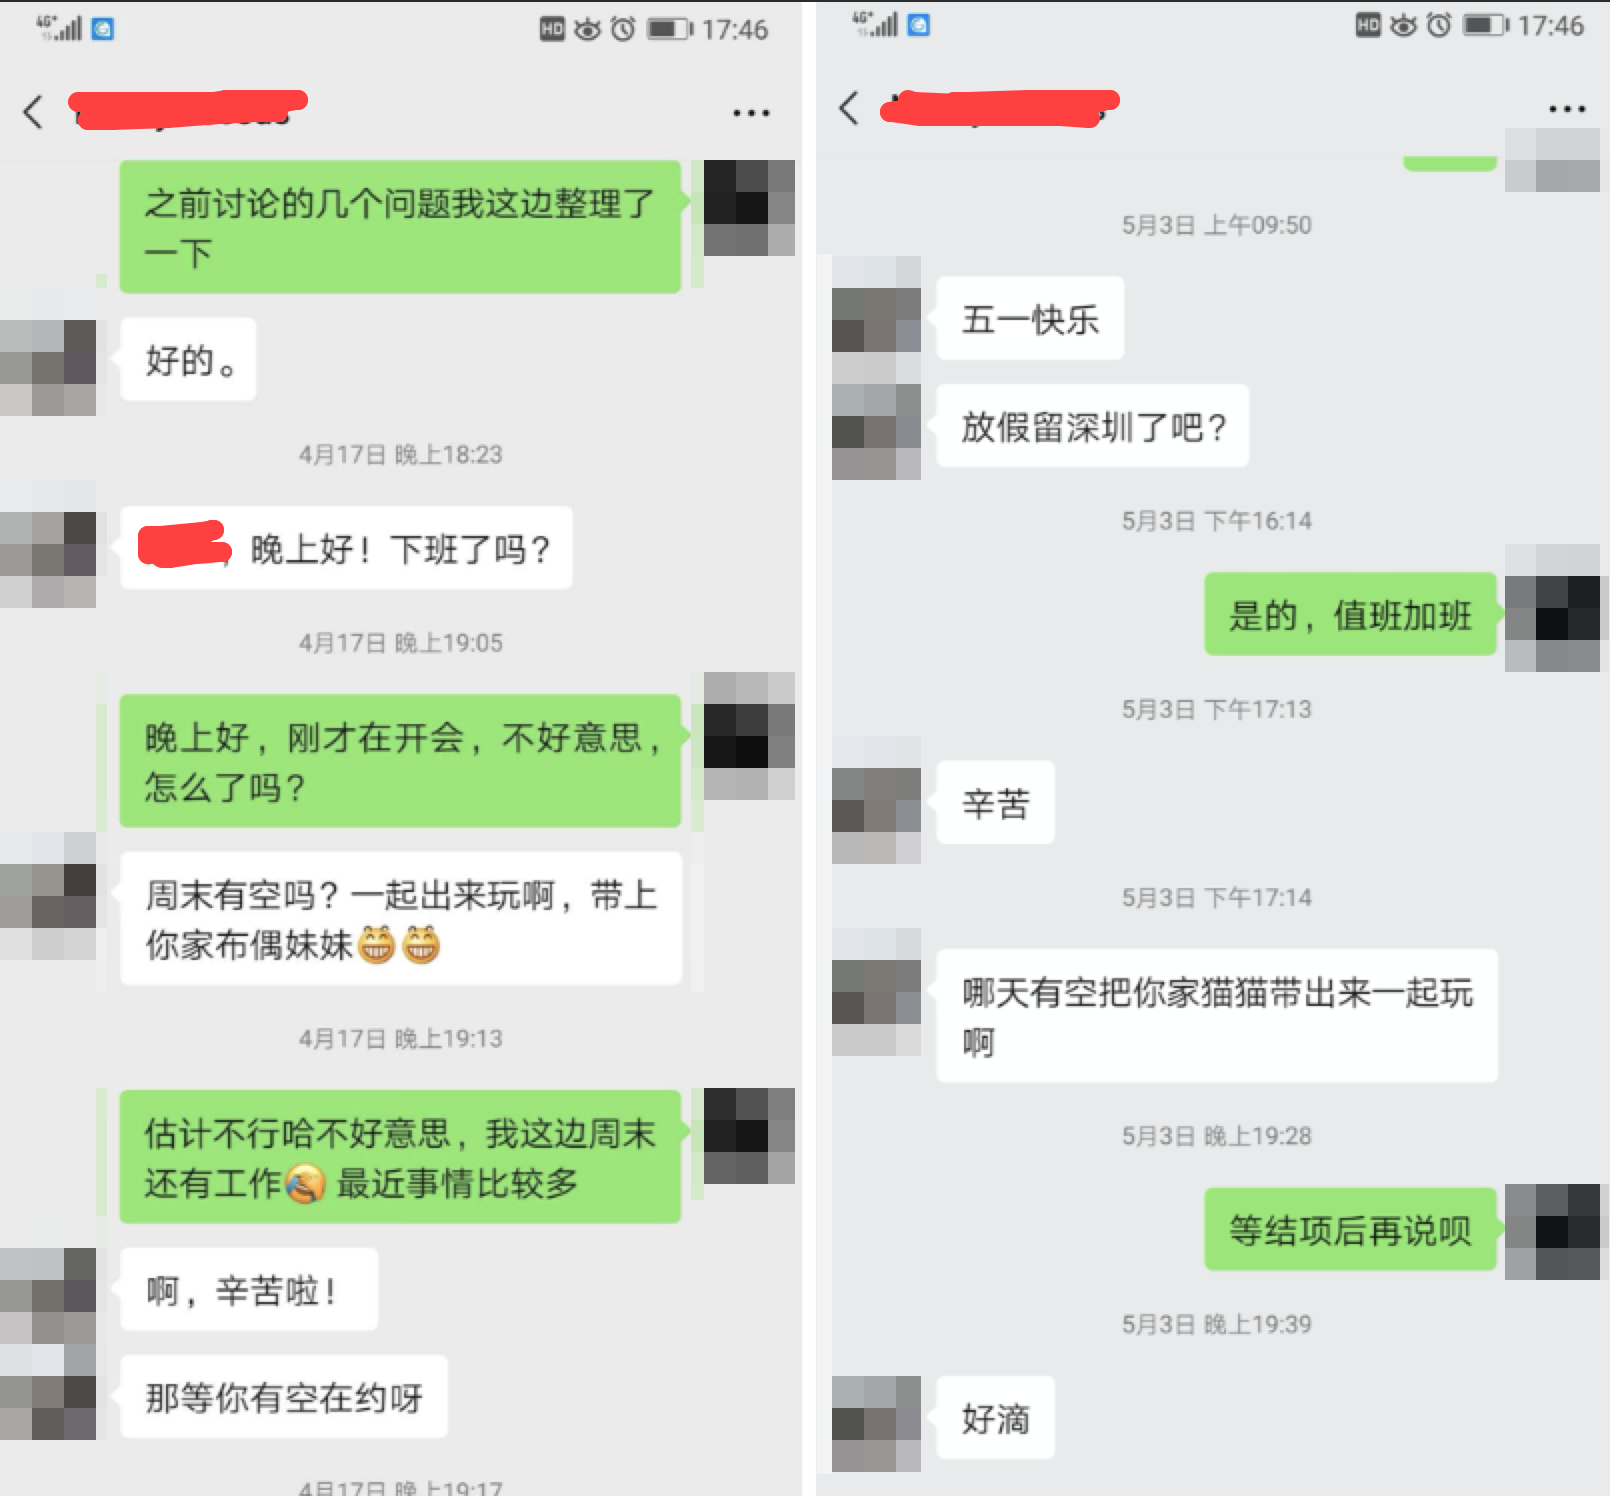 4G+
HD
17:46
之前讨论的几个问题我这边整理了
一下
好的。
4月17日 晚上18:23
，晚上好！下班了吗？
4月17日 晚上19:05
晚上好，刚才在开会，不好意思，
怎么了吗？
周末有空吗？一起出来玩啊，带上
你家布偶妹妹😁😁
4月17日 晚上19:13
估计不行哈不好意思，我这边周末
还有工作 最近事情比较多
啊，辛苦啦！
那等你有空在约呀
4月17日 晚上19:17
4G+
HD
17:46
5月3日 上午09:50
五一快乐
放假留深圳了吧？
5月3日 下午16:14
是的，值班加班
5月3日 下午17:13
辛苦
5月3日 下午17:14
哪天有空把你家猫猫带出来一起玩
啊
5月3日 晚上19:28
等结项后再说呗
5月3日 晚上19:39
好滴